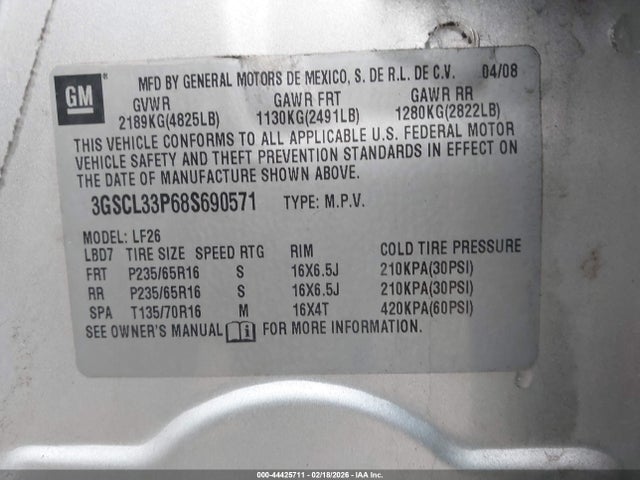 GM
MFD BY GENERAL MOTORS DE MEXICO, S. DE R.L. DE C.V. 04/08
GVWR GAWR FRT GAWR RR
2189KG(4825LB) 1130KG(2491LB) 1280KG(2822LB)
THIS VEHICLE CONFORMS TO ALL APPLICABLE U.S. FEDERAL MOTOR
VEHICLE SAFETY AND THEFT PREVENTION STANDARDS IN EFFECT ON
THE DATE OF MANUFACTURE SHOWN ABOVE.
3GSCL33P68S690571 TYPE: M.P.V.
MODEL: LF26
LBD7 TIRE SIZE SPEED RTG RIM COLD TIRE PRESSURE
FRT P235/65R16 S 16X6.5J 210KPA(30PSI)
RR P235/65R16 S 16X6.5J 210KPA(30PSI)
SPA T135/70R16 M 16X4T 420KPA(60PSI)
SEE OWNER'S MANUAL i FOR MORE INFORMATION.
000-44425711 - 02/18/2026 - IAA Inc.